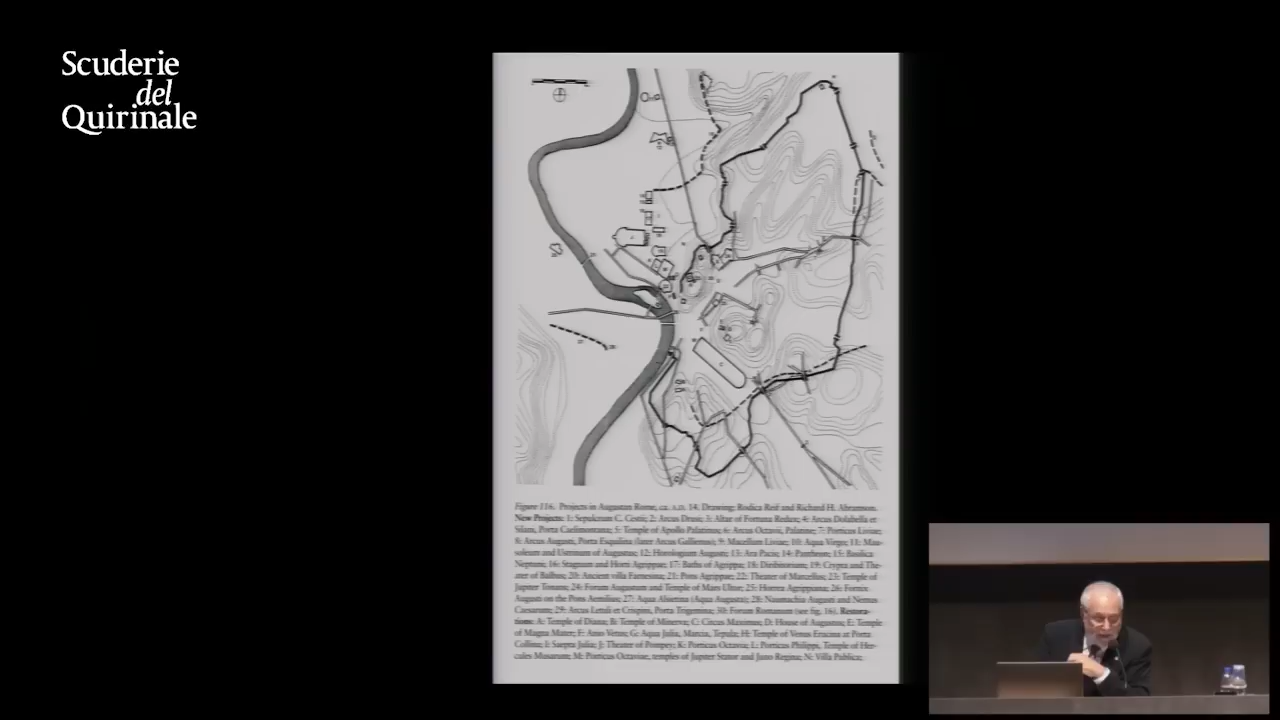 Scuderie
del
Quirinale
Figure 116. Projects in Augustan Rome, ca. A.D. 14. Drawing: Rodica Reif and Richard H. Abramson.
New Projects: 1: Sepulcrum C. Cestii; 2: Arcus Drusi; 3: Altar of Fortuna Redux; 4: Arcus Dolabella et
Silani, Porta Caelimontana; 5: Temple of Apollo Palatinus; 6: Arcus Octavii, Palatine; 7: Porticus Liviae;
8: Arcus Augusti, Porta Esquilina (later Arcus Gallienus); 9: Macellum Liviae; 10: Aqua Virgo; 11: Mau-
soleum and Ustrinum of Augustus; 12: Horologium Augusti; 13: Ara Pacis; 14: Pantheon; 15: Basilica
Neptuni; 16: Stagnum and Horti Agrippae; 17: Baths of Agrippa; 18: Diribitorium; 19: Crypta and The-
ater of Balbus; 20: Ancient villa Farnesina; 21: Pons Agrippae; 22: Theater of Marcellus; 23: Temple of
Jupiter Tonans; 24: Forum Augustum and Temple of Mars Ultor; 25: Horrea Agrippiana; 26: Fornix
Augusti on the Pons Aemilius; 27: Aqua Alsietina (Aqua Augusta); 28: Naumachia Augusti and Nemus
Caesarum; 29: Arcus Lentuli et Crispini, Porta Trigemina; 30: Forum Romanum (see fig. 16). Restora-
tions: A: Temple of Diana; B: Temple of Minerva; C: Circus Maximus; D: House of Augustus; E: Temple
of Magna Mater; F: Anio Vetus; G: Aqua Julia, Marcia, Tepula; H: Temple of Venus Erucina at Porta
Collina; I: Saepta Julia; J: Theater of Pompey; K: Porticus Octavia; L: Porticus Philippi, Temple of Her-
cules Musarum; M: Porticus Octaviae, temples of Jupiter Stator and Juno Regina; N: Villa Publica;